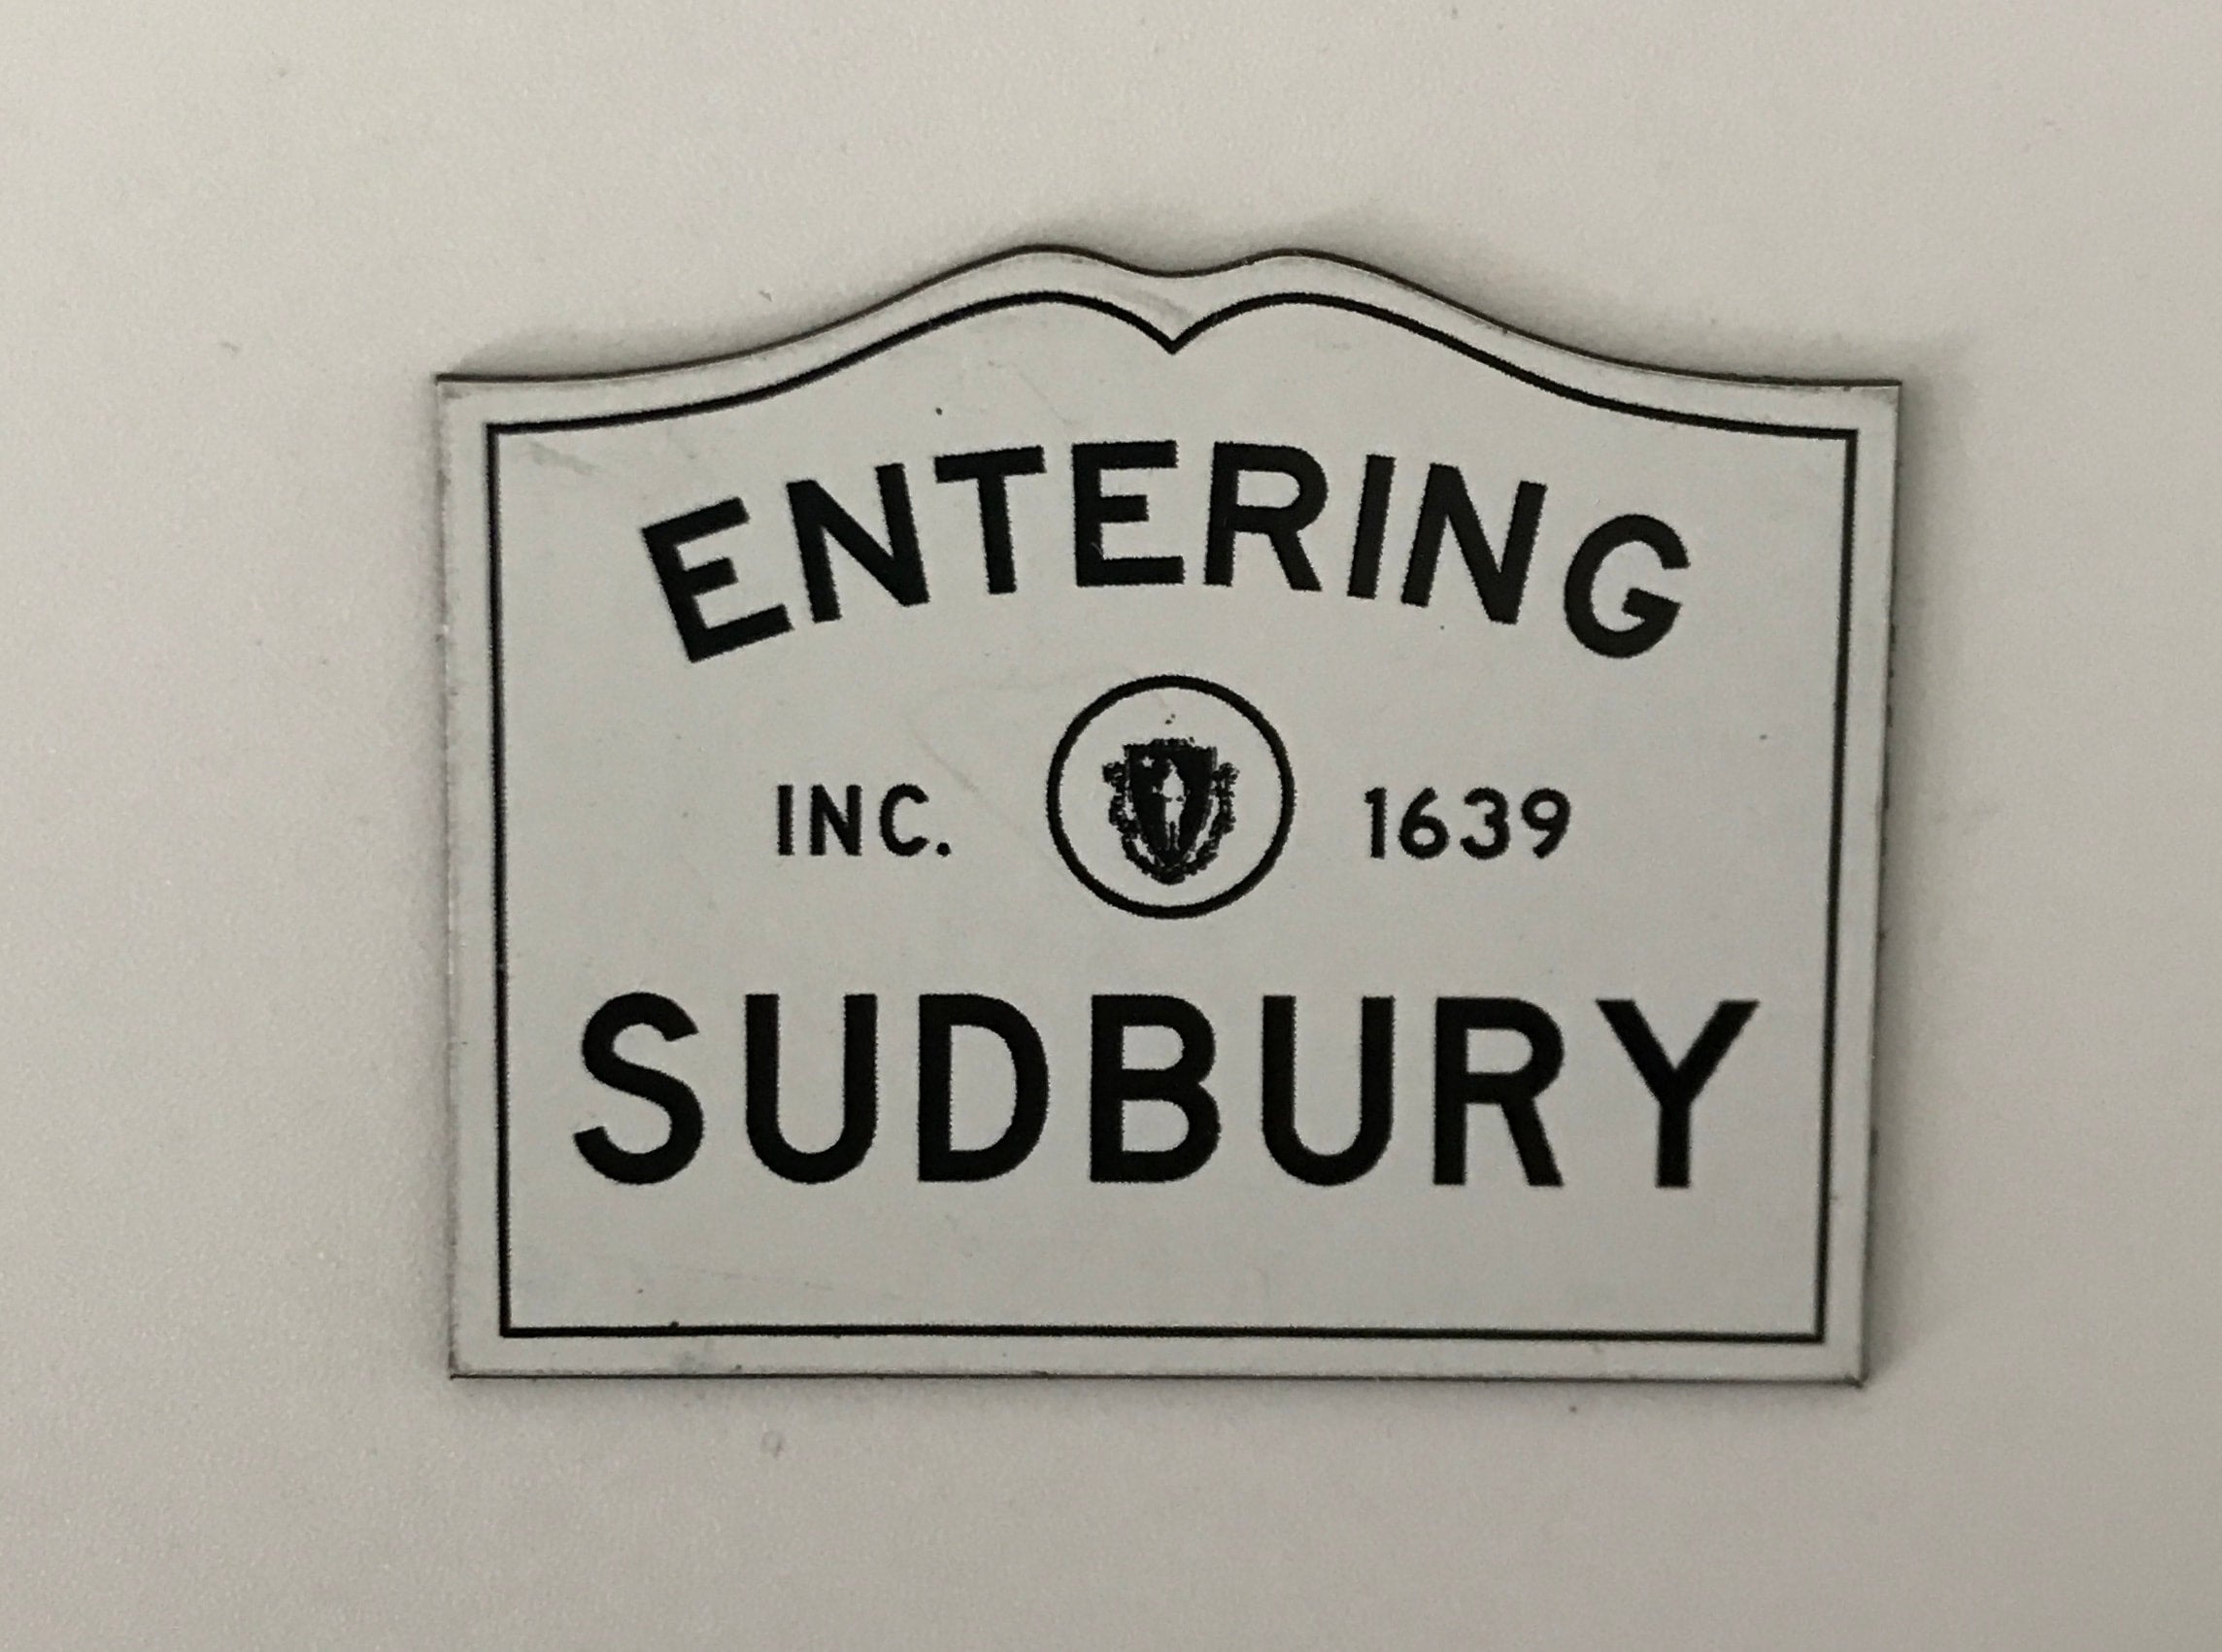 ENTERING
INC. 1639
SUDBURY